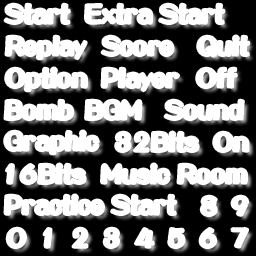 Start Extra Start
Replay Score Quit
Option Player Off
Bomb BGM Sound
Graphic 32Bits On
16Bits Music Room
Practice Start 8 9
0 1 2 3 4 5 6 7